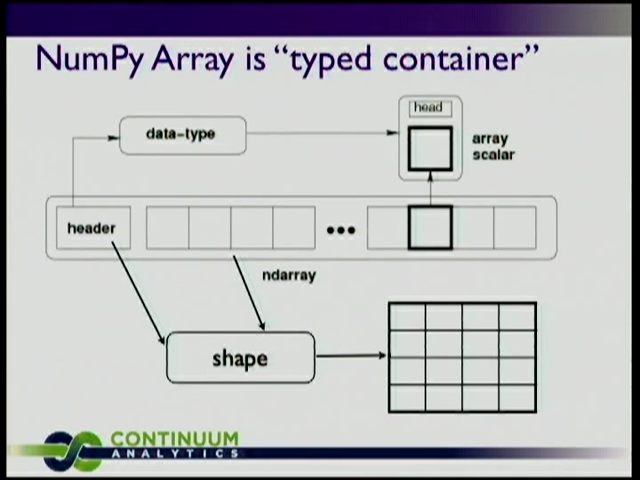 NumPy Array is “typed container”
head
data-type
array
scalar
header
•••
ndarray
shape
CONTINUUM
ANALYTICS